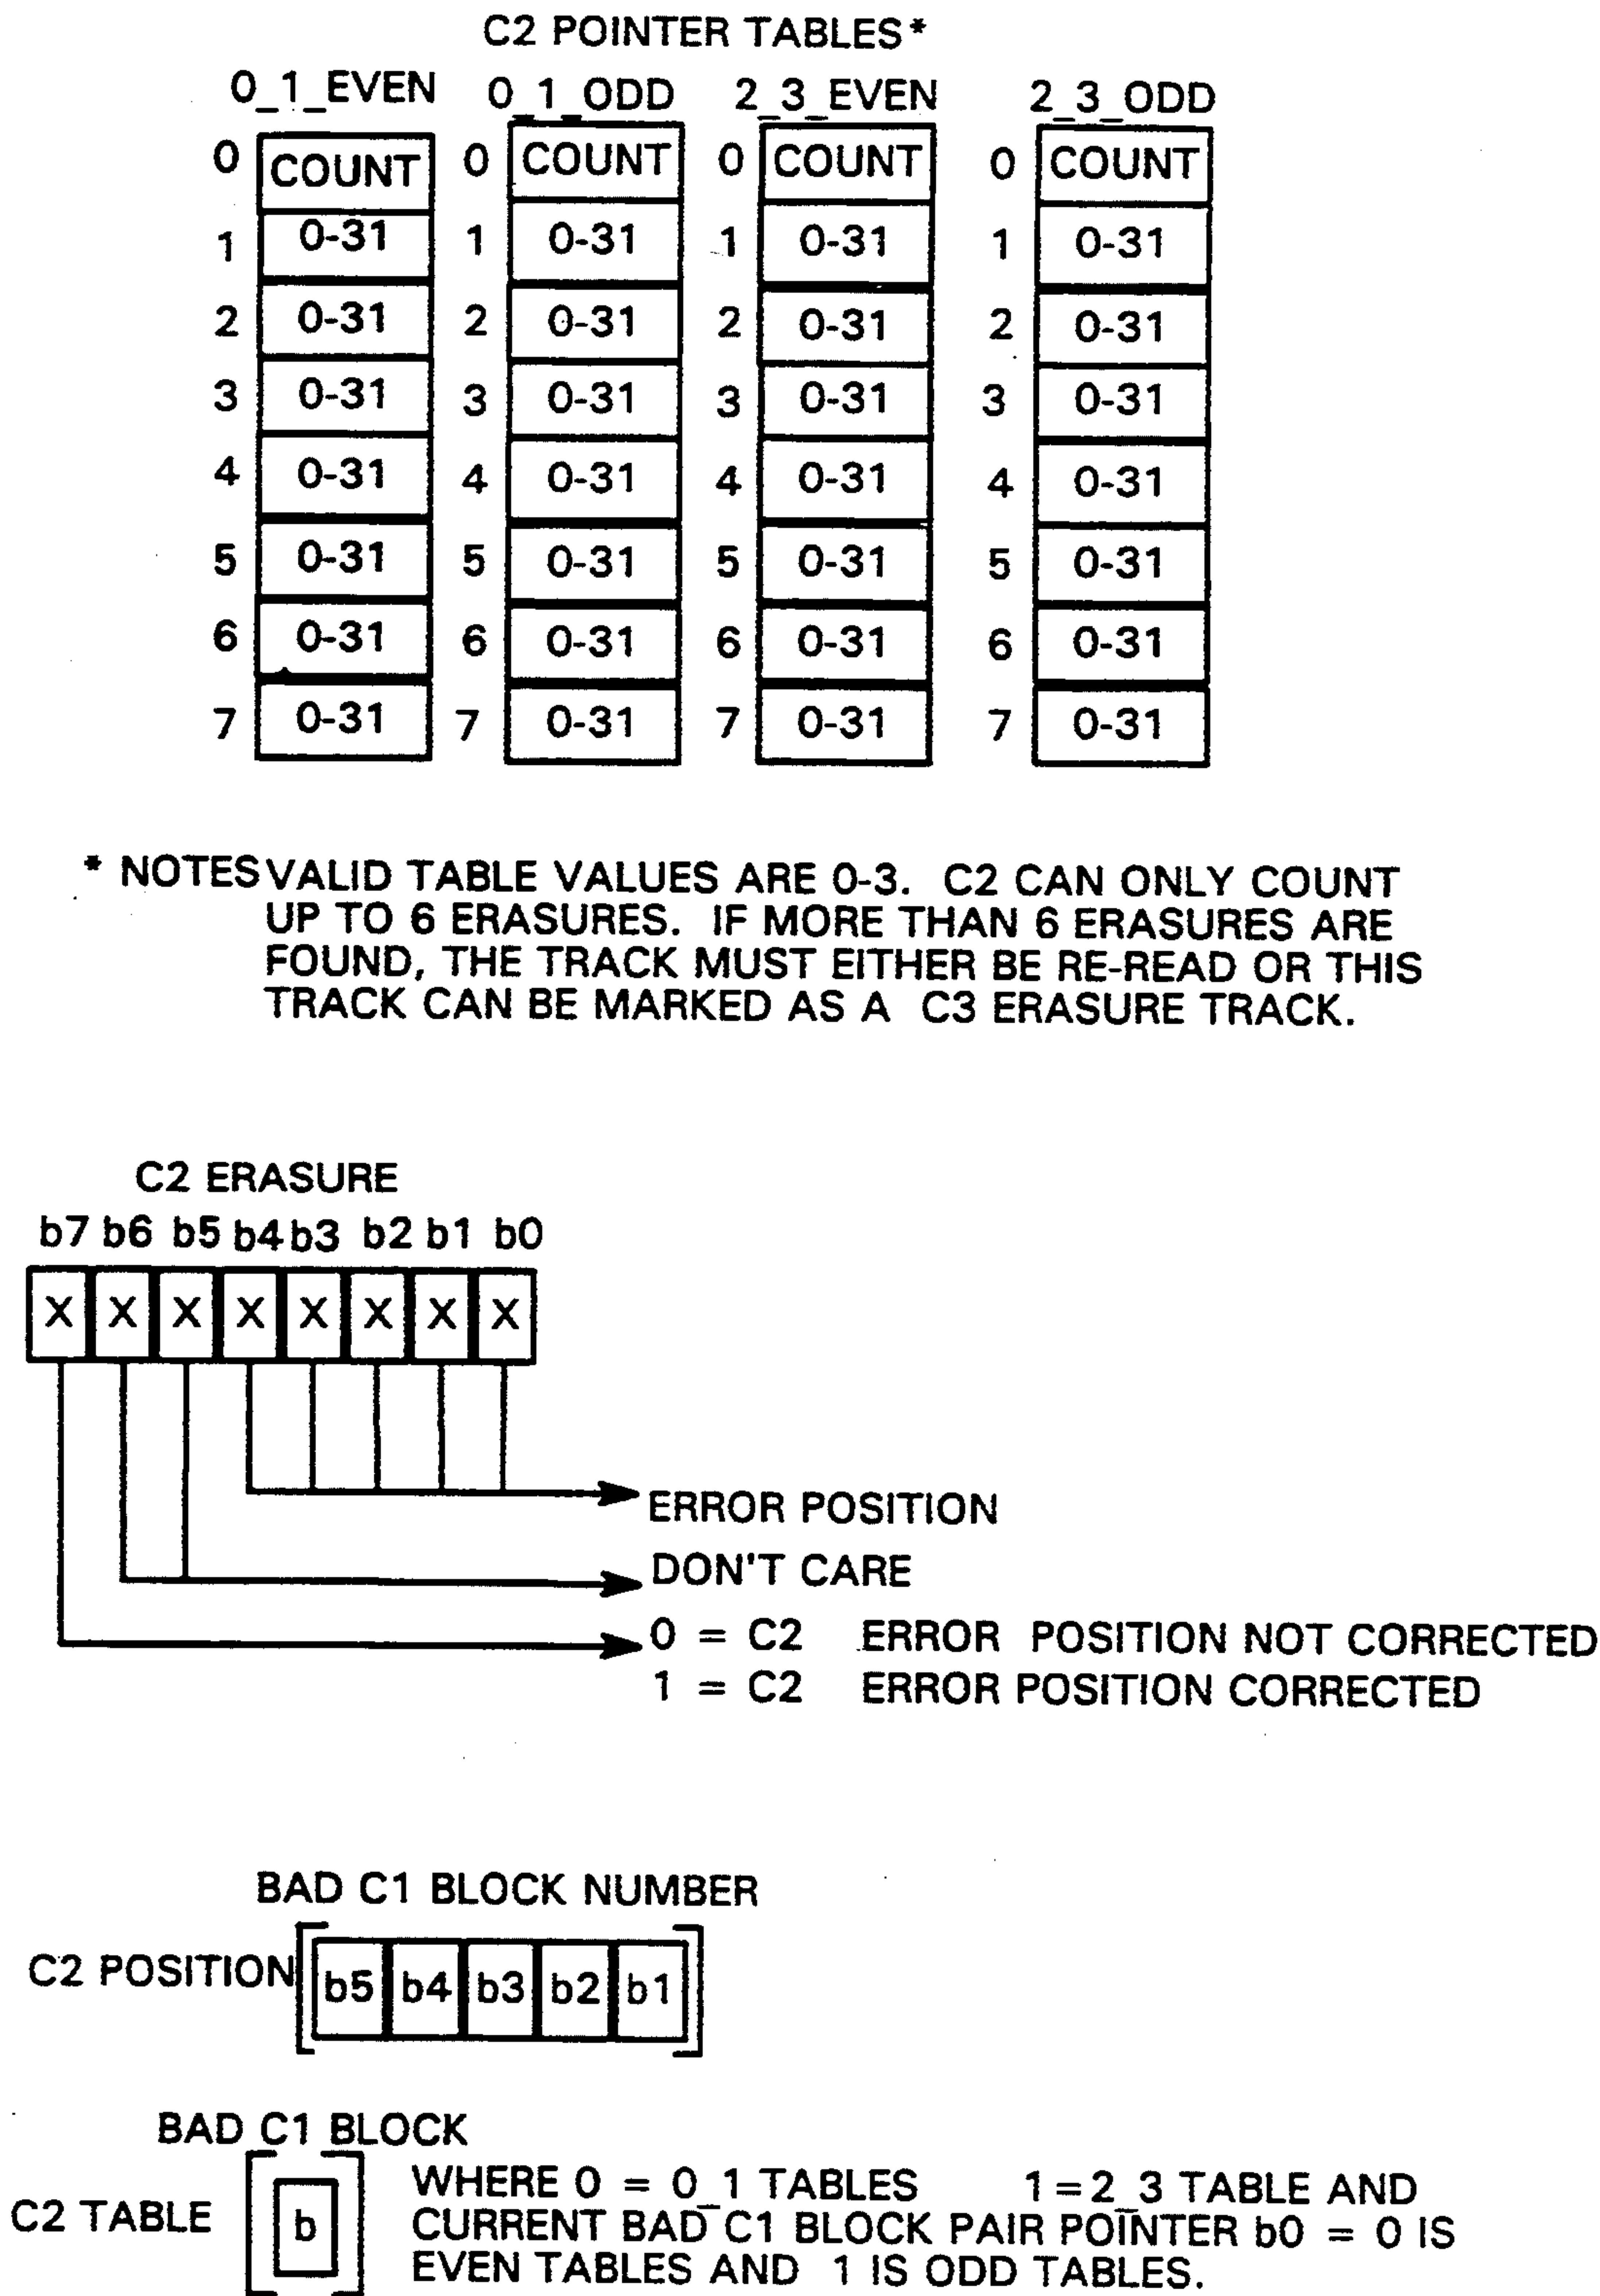 C2 POINTER TABLES*
0_1_EVEN 0_1_ODD 2_3_EVEN 2_3_ODD
0 COUNT 0 COUNT 0 COUNT 0 COUNT
1 0-31 1 0-31 1 0-31 1 0-31
2 0-31 2 0-31 2 0-31 2 0-31
3 0-31 3 0-31 3 0-31 3 0-31
4 0-31 4 0-31 4 0-31 4 0-31
5 0-31 5 0-31 5 0-31 5 0-31
6 0-31 6 0-31 6 0-31 6 0-31
7 0-31 7 0-31 7 0-31 7 0-31
* NOTES VALID TABLE VALUES ARE 0-3. C2 CAN ONLY COUNT
UP TO 6 ERASURES. IF MORE THAN 6 ERASURES ARE
FOUND, THE TRACK MUST EITHER BE RE-READ OR THIS
TRACK CAN BE MARKED AS A C3 ERASURE TRACK.
C2 ERASURE
b7 b6 b5 b4 b3 b2 b1 b0
X X X X X X X X
ERROR POSITION
DON'T CARE
0 = C2 ERROR POSITION NOT CORRECTED
1 = C2 ERROR POSITION CORRECTED
BAD C1 BLOCK NUMBER
C2 POSITION b5 b4 b3 b2 b1
BAD C1 BLOCK
C2 TABLE b WHERE 0 = 0_1 TABLES 1=2_3 TABLE AND
CURRENT BAD C1 BLOCK PAIR POINTER b0 = 0 IS
EVEN TABLES AND 1 IS ODD TABLES.